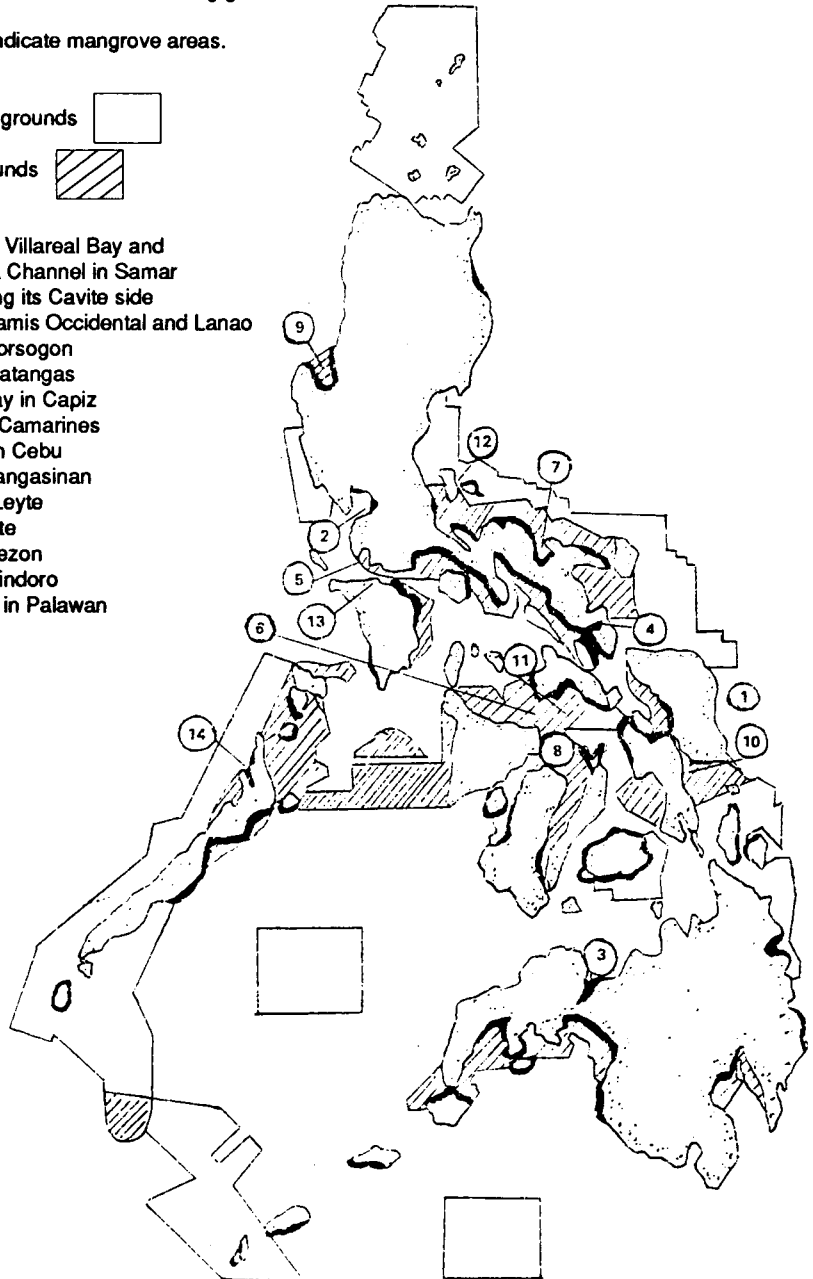 ndicate mangrove areas.
grounds
unds
Villareal Bay and
Channel in Samar
ng its Cavite side
amis Occidental and Lanao
orsogon
atangas
ay in Capiz
Camarines
n Cebu
angasinan
Leyte
te
ezon
indoro
in Palawan
9
12
7
2
5
13
6
4
11
1
14
8
10
3